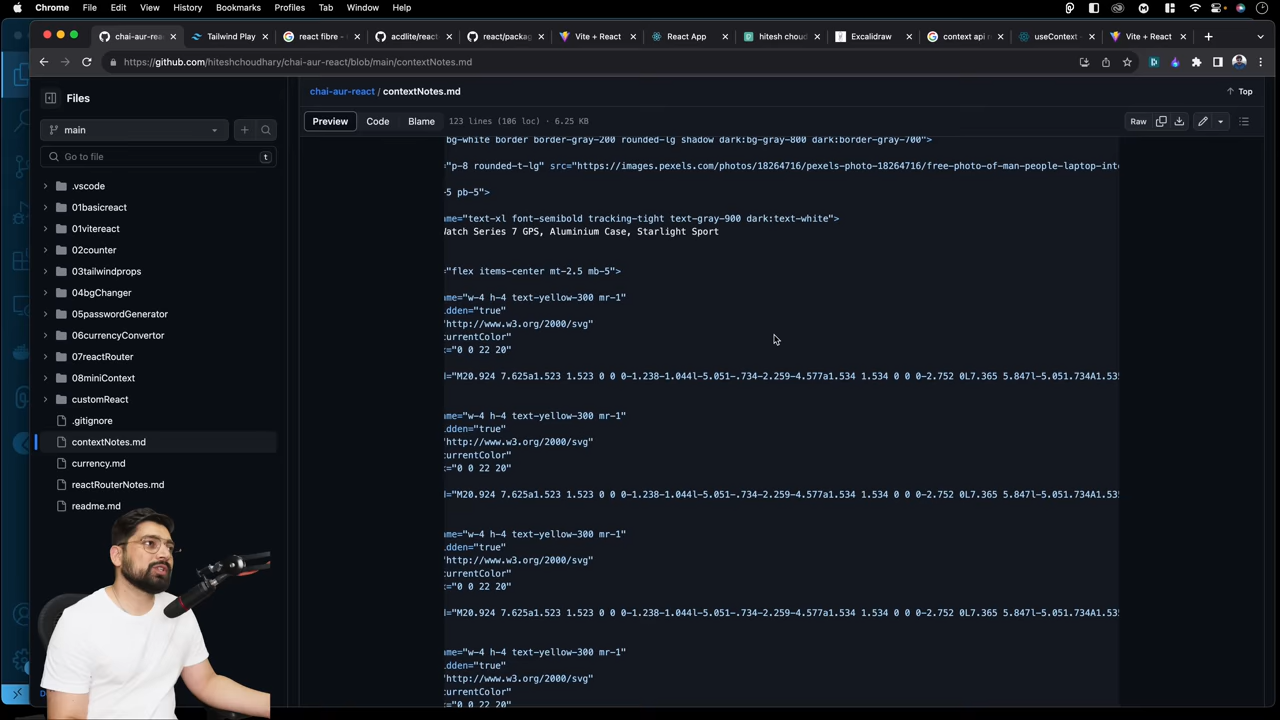 Chrome File Edit View History Bookmarks Profiles Tab Window Help
chai-aur-rea Tailwind Play react fibre - acdlite/react react/packag Vite + React React App hitesh choud Excalidraw context api r useContext - Vite + React
https://github.com/hiteshchoudhary/chai-aur-react/blob/main/contextNotes.md
Files
chai-aur-react / contextNotes.md
Top
main
Preview Code Blame 123 lines (106 loc) · 6.25 KB
Raw
Go to file
t
.vscode
01basicreact
01vitereact
02counter
03tailwindprops
04bgChanger
05passwordGenerator
06currencyConvertor
07reactRouter
08miniContext
customReact
.gitignore
contextNotes.md
currency.md
reactRouterNotes.md
readme.md
bg-white border border-gray-200 rounded-lg shadow dark:bg-gray-800 dark:border-gray-700">
="p-8 rounded-t-lg" src="https://images.pexels.com/photos/18264716/pexels-photo-18264716/free-photo-of-man-people-laptop-int
-5 pb-5">
ame="text-xl font-semibold tracking-tight text-gray-900 dark:text-white">
Watch Series 7 GPS, Aluminium Case, Starlight Sport
="flex items-center mt-2.5 mb-5">
ame="w-4 h-4 text-yellow-300 mr-1"
idden="true"
"http://www.w3.org/2000/svg"
currentColor"
="0 0 22 20"
d="M20.924 7.625a1.523 1.523 0 0 0-1.238-1.044l-5.051-.734-2.259-4.577a1.534 1.534 0 0 0-2.752 0L7.365 5.847l-5.051.734A1.535
ame="w-4 h-4 text-yellow-300 mr-1"
idden="true"
"http://www.w3.org/2000/svg"
currentColor"
="0 0 22 20"
d="M20.924 7.625a1.523 1.523 0 0 0-1.238-1.044l-5.051-.734-2.259-4.577a1.534 1.534 0 0 0-2.752 0L7.365 5.847l-5.051.734A1.535
ame="w-4 h-4 text-yellow-300 mr-1"
idden="true"
"http://www.w3.org/2000/svg"
currentColor"
="0 0 22 20"
d="M20.924 7.625a1.523 1.523 0 0 0-1.238-1.044l-5.051-.734-2.259-4.577a1.534 1.534 0 0 0-2.752 0L7.365 5.847l-5.051.734A1.535
ame="w-4 h-4 text-yellow-300 mr-1"
idden="true"
"http://www.w3.org/2000/svg"
currentColor"
="0 0 22 20"